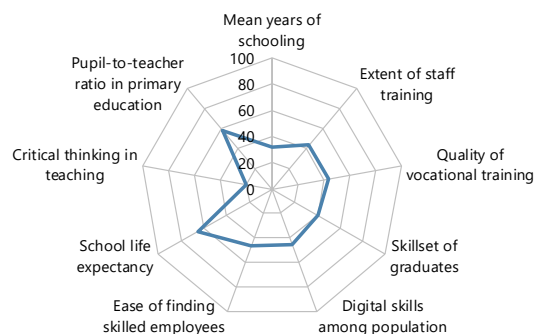 Mean years of
schooling
Extent of staff
training
Quality of
vocational training
Skillset of
graduates
Digital skills
among population
Ease of finding
skilled employees
School life
expectancy
Critical thinking in
teaching
Pupil-to-teacher
ratio in primary
education
100
80
60
40
20
0